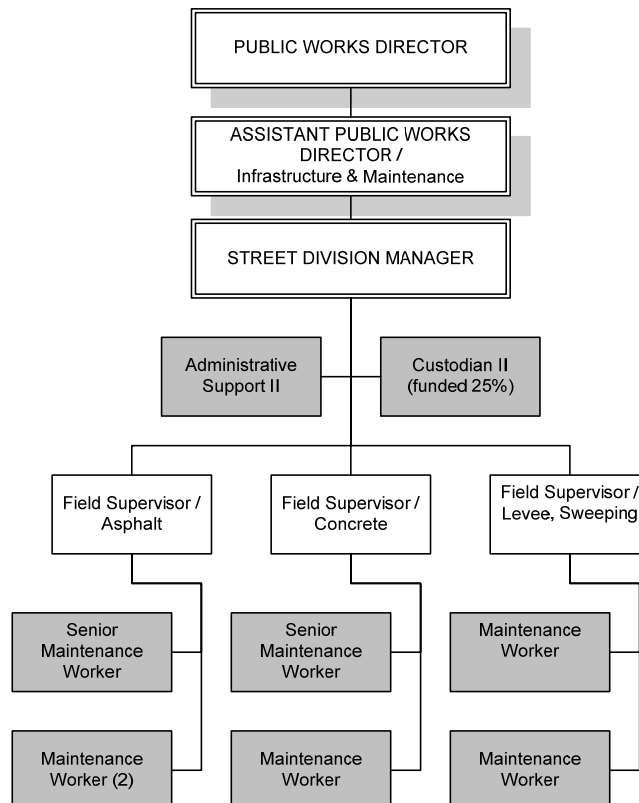 PUBLIC WORKS DIRECTOR
ASSISTANT PUBLIC WORKS
DIRECTOR /
Infrastructure & Maintenance
STREET DIVISION MANAGER
Administrative
Support II
Custodian II
(funded 25%)
Field Supervisor /
Asphalt
Field Supervisor /
Concrete
Field Supervisor /
Levee, Sweeping
Senior
Maintenance
Worker
Senior
Maintenance
Worker
Maintenance
Worker
Maintenance
Worker (2)
Maintenance
Worker
Maintenance
Worker